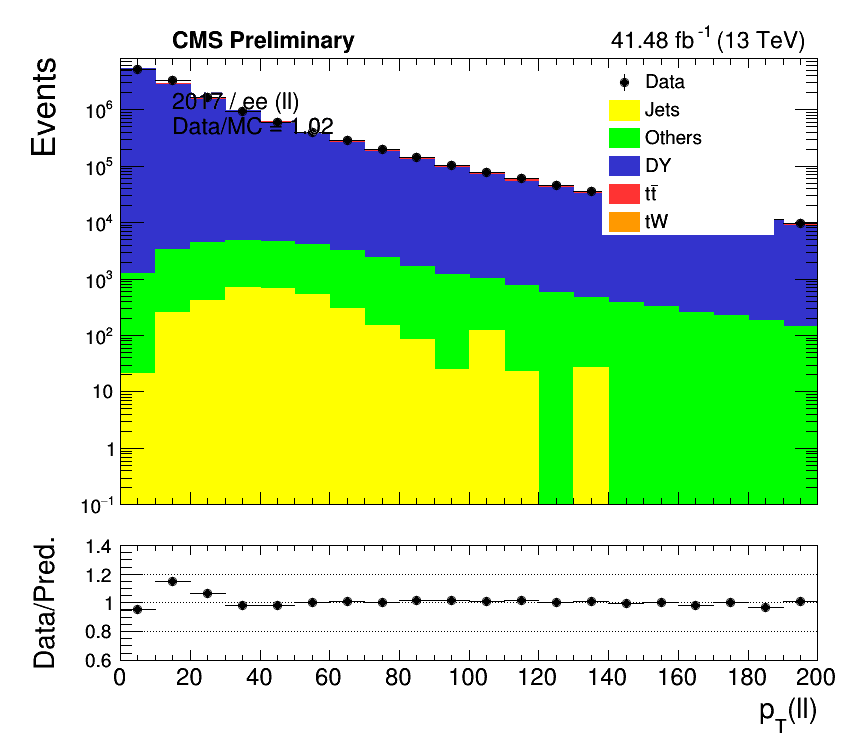 CMS Preliminary
41.48 fb⁻¹ (13 TeV)
Events
2017 / ee (ll)
Data/MC = 1.02
Data
Jets
Others
DY
tt̄
tW
10⁶
10⁵
10⁴
10³
10²
10
1
10⁻¹
Data/Pred.
1.4
1.2
1
0.8
0.6
0 20 40 60 80 100 120 140 160 180 200
p_T(ll)